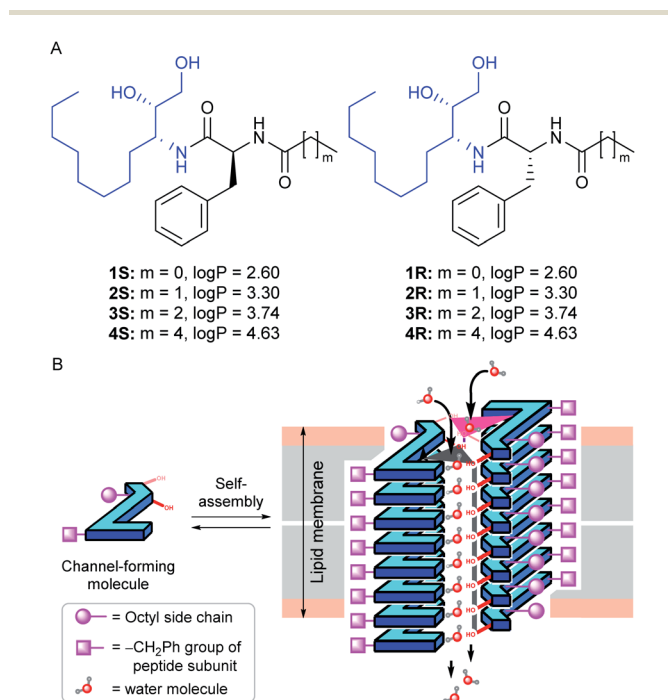 A
OH
HO
O
H
N
N
H
O
m
OH
HO
O
H
N
N
H
O
m
1S: m = 0, logP = 2.60
2S: m = 1, logP = 3.30
3S: m = 2, logP = 3.74
4S: m = 4, logP = 4.63
1R: m = 0, logP = 2.60
2R: m = 1, logP = 3.30
3R: m = 2, logP = 3.74
4R: m = 4, logP = 4.63
B
OH
OH
Channel-forming
molecule
Self-
assembly
Lipid membrane
OH
HO
HO
HO
HO
HO
HO
HO
HO
HO
= Octyl side chain
= –CH₂Ph group of
peptide subunit
= water molecule